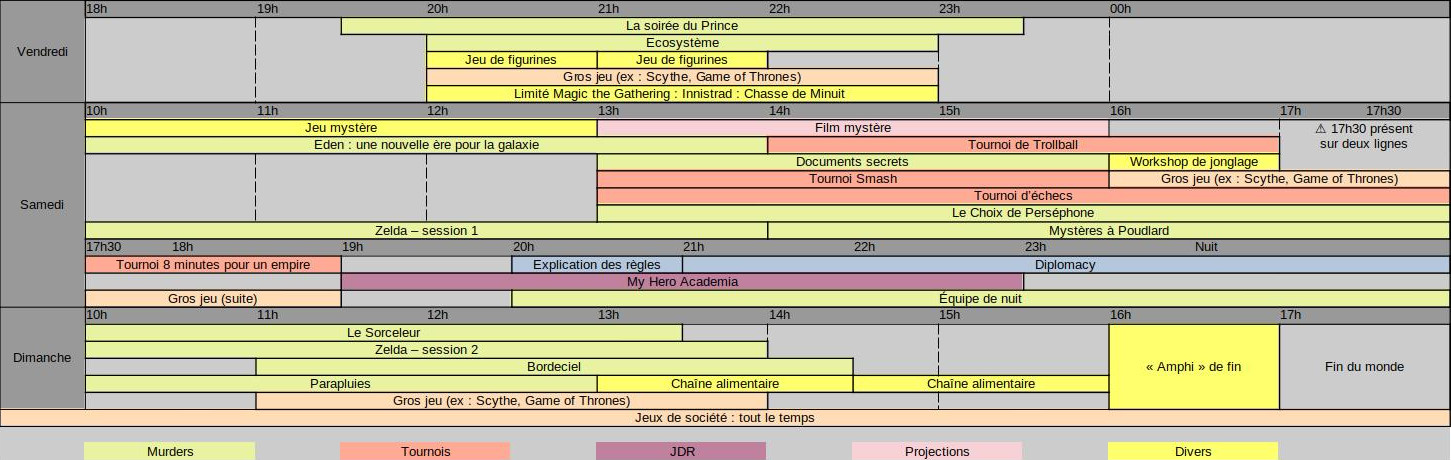 18h 19h 20h 21h 22h 23h 00h
Vendredi
La soirée du Prince
Ecosystème
Jeu de figurines Jeu de figurines
Gros jeu (ex : Scythe, Game of Thrones)
Limité Magic the Gathering : Innistrad : Chasse de Minuit
10h 11h 12h 13h 14h 15h 16h 17h 17h30
Samedi
Jeu mystère Film mystère ⚠ 17h30 présent
sur deux lignes
Eden : une nouvelle ère pour la galaxie Tournoi de Trollball
Documents secrets Workshop de jonglage
Tournoi Smash Gros jeu (ex : Scythe, Game of Thrones)
Tournoi d'échecs
Le Choix de Perséphone
Zelda – session 1 Mystères à Poudlard
17h30 18h 19h 20h 21h 22h 23h Nuit
Tournoi 8 minutes pour un empire Explication des règles Diplomacy
My Hero Academia
Gros jeu (suite) Équipe de nuit
10h 11h 12h 13h 14h 15h 16h 17h
Dimanche
Le Sorceleur
Zelda – session 2
Bordeciel « Amphi » de fin Fin du monde
Parapluies Chaîne alimentaire Chaîne alimentaire
Gros jeu (ex : Scythe, Game of Thrones)
Jeux de société : tout le temps
Murders Tournois JDR Projections Divers